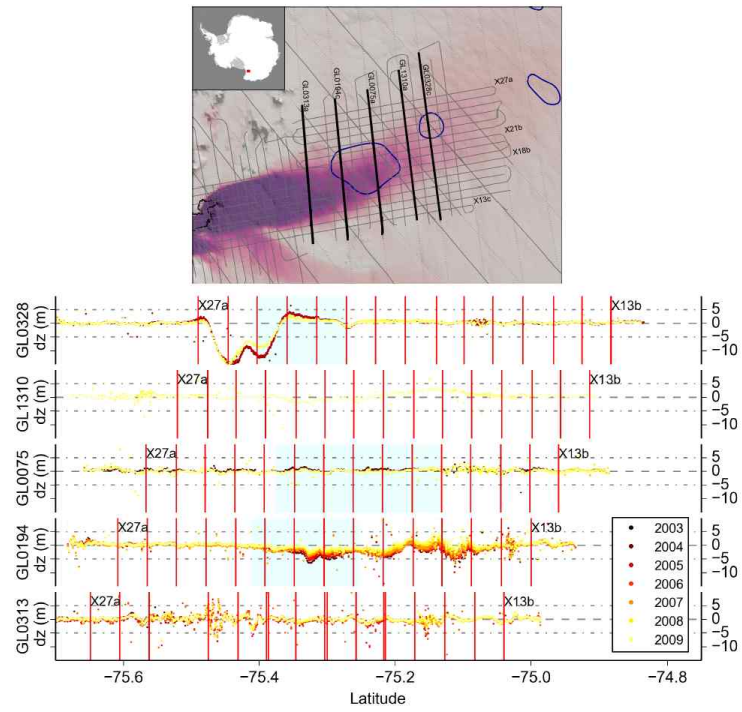 GL0313a
GL0194c
GL0075a
GL1310a
GL0328c
X27a
X21b
X18b
X13c
X27a
X13b
GL0328
dz (m)
5
0
−5
−10
X27a
X13b
GL1310
dz (m)
5
0
−5
−10
X27a
X13b
GL0075
dz (m)
5
0
−5
−10
X27a
X13b
GL0194
dz (m)
5
0
−5
−10
X27a
X13b
GL0313
dz (m)
5
0
−5
−10
2003
2004
2005
2006
2007
2008
2009
−75.6 −75.4 −75.2 −75.0 −74.8
Latitude